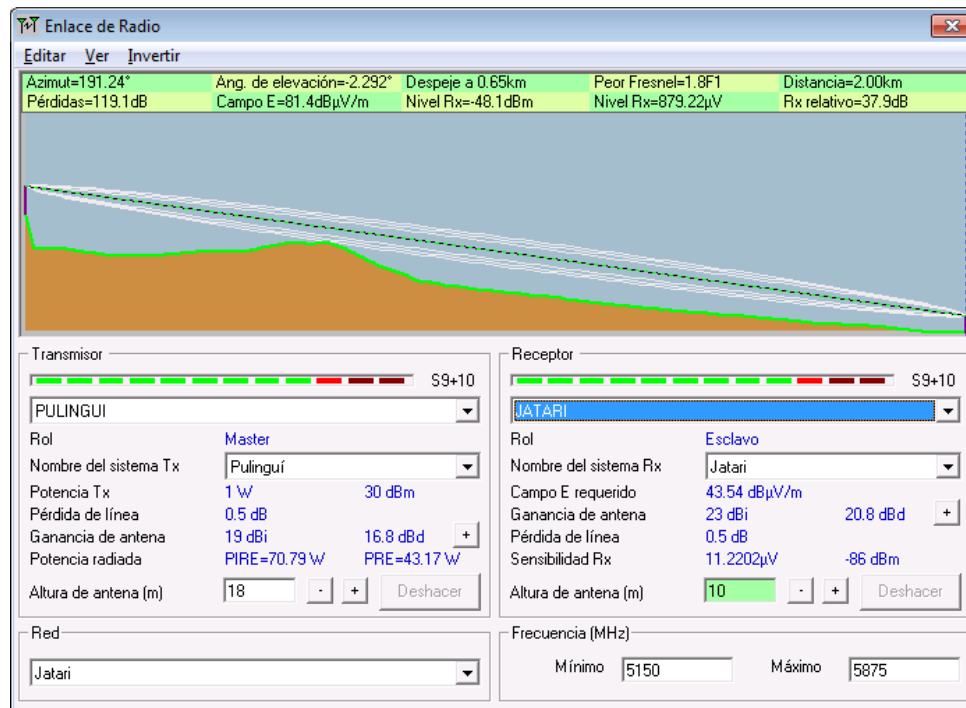 Enlace de Radio
Editar Ver Invertir
Azimut=191.24° Ang. de elevación=-2.292° Despeje a 0.65km Peor Fresnel=1.8F1 Distancia=2.00km
Pérdidas=119.1dB Campo E=81.4dBµV/m Nivel Rx=-48.1dBm Nivel Rx=879.22µV Rx relativo=37.9dB
Transmisor
S9+10
PULINGUI
Rol Master
Nombre del sistema Tx Pulinguí
Potencia Tx 1 W 30 dBm
Pérdida de línea 0.5 dB
Ganancia de antena 19 dBi 16.8 dBd +
Potencia radiada PIRE=70.79 W PRE=43.17 W
Altura de antena (m) 18 - + Deshacer
Receptor
S9+10
JATARI
Rol Esclavo
Nombre del sistema Rx Jatari
Campo E requerido 43.54 dBµV/m
Ganancia de antena 23 dBi 20.8 dBd +
Pérdida de línea 0.5 dB
Sensibilidad Rx 11.2202µV -86 dBm
Altura de antena (m) 10 - + Deshacer
Red
Jatari
Frecuencia (MHz)
Mínimo 5150 Máximo 5875